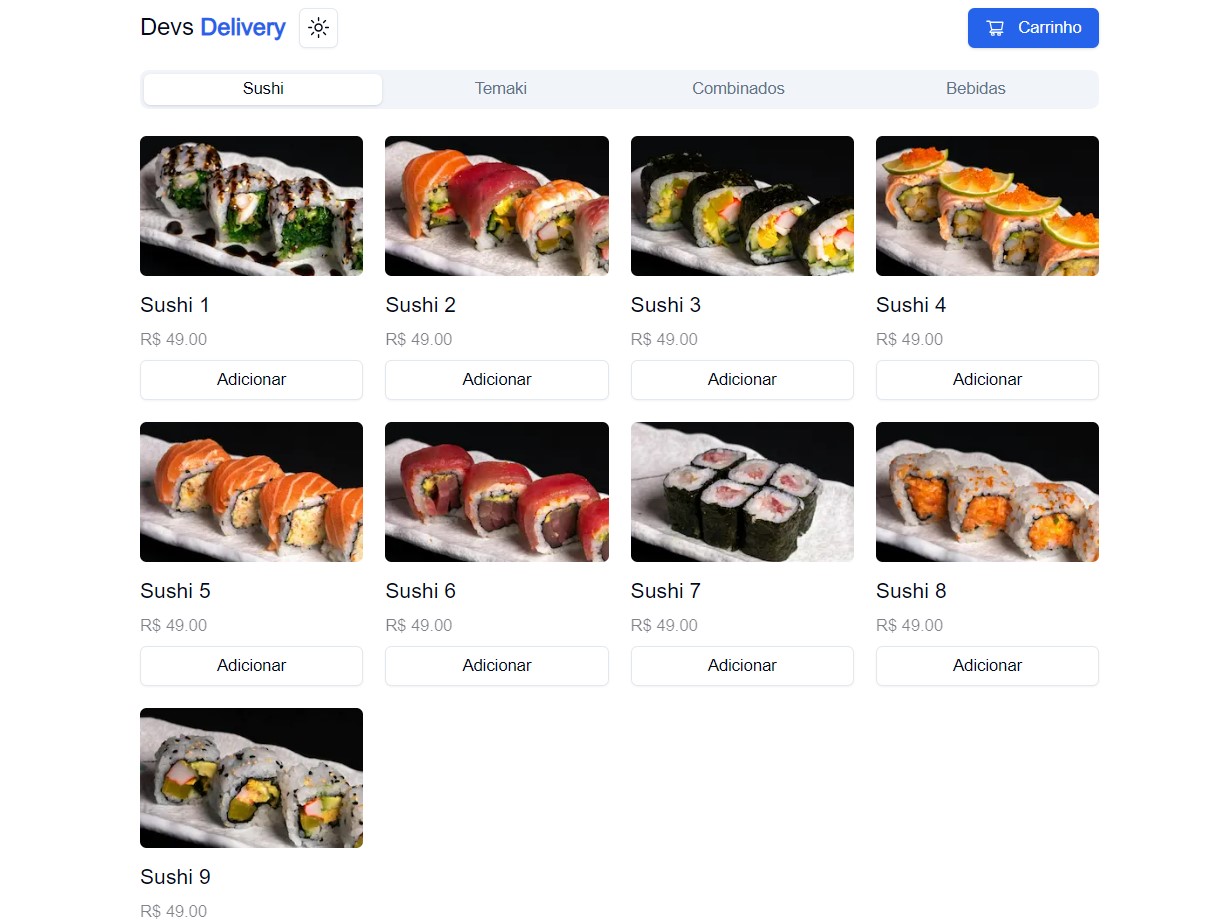 Devs Delivery
Carrinho
Sushi
Temaki
Combinados
Bebidas
Sushi 1
R$ 49.00
Adicionar
Sushi 2
R$ 49.00
Adicionar
Sushi 3
R$ 49.00
Adicionar
Sushi 4
R$ 49.00
Adicionar
Sushi 5
R$ 49.00
Adicionar
Sushi 6
R$ 49.00
Adicionar
Sushi 7
R$ 49.00
Adicionar
Sushi 8
R$ 49.00
Adicionar
Sushi 9
R$ 49.00